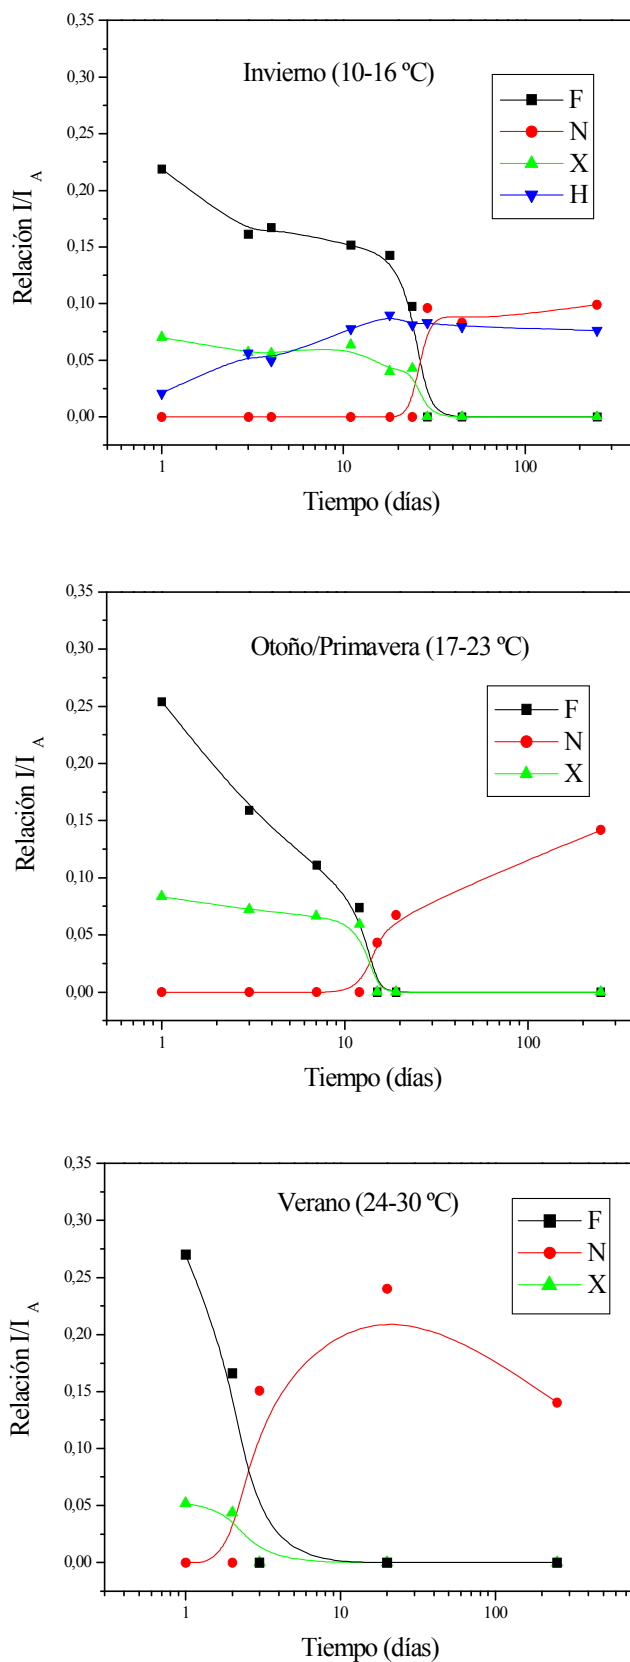 0,35
Invierno (10-16 ºC)
0,30
F
N
X
H
0,25
0,20
0,15
0,10
0,05
0,00
Relación I/I A
1
10
100
Tiempo (días)
0,35
Otoño/Primavera (17-23 ºC)
0,30
F
N
X
0,25
0,20
0,15
0,10
0,05
0,00
Relación I/I A
1
10
100
Tiempo (días)
0,35
Verano (24-30 ºC)
0,30
F
N
X
0,25
0,20
0,15
0,10
0,05
0,00
Relación I/I A
1
10
100
Tiempo (días)